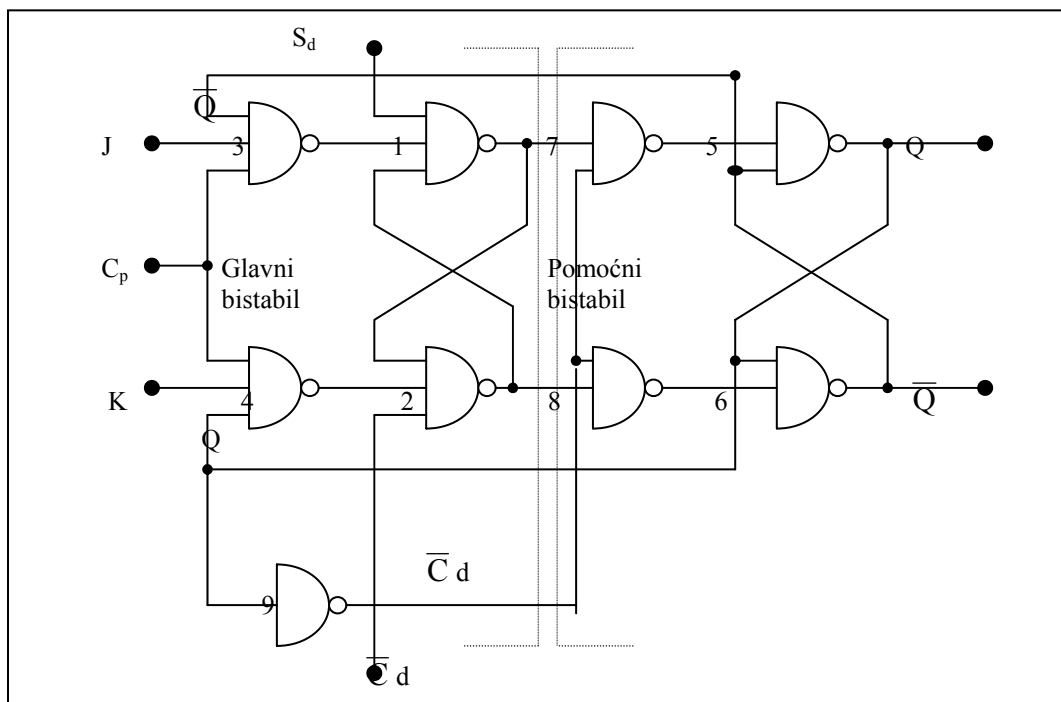 S_d
Q̅
J 3 1 7 5 Q
C_p
Glavni
bistabil
Pomoćni
bistabil
K 4 2 8 6 Q̅
Q
9
C̅ d
C̅ d